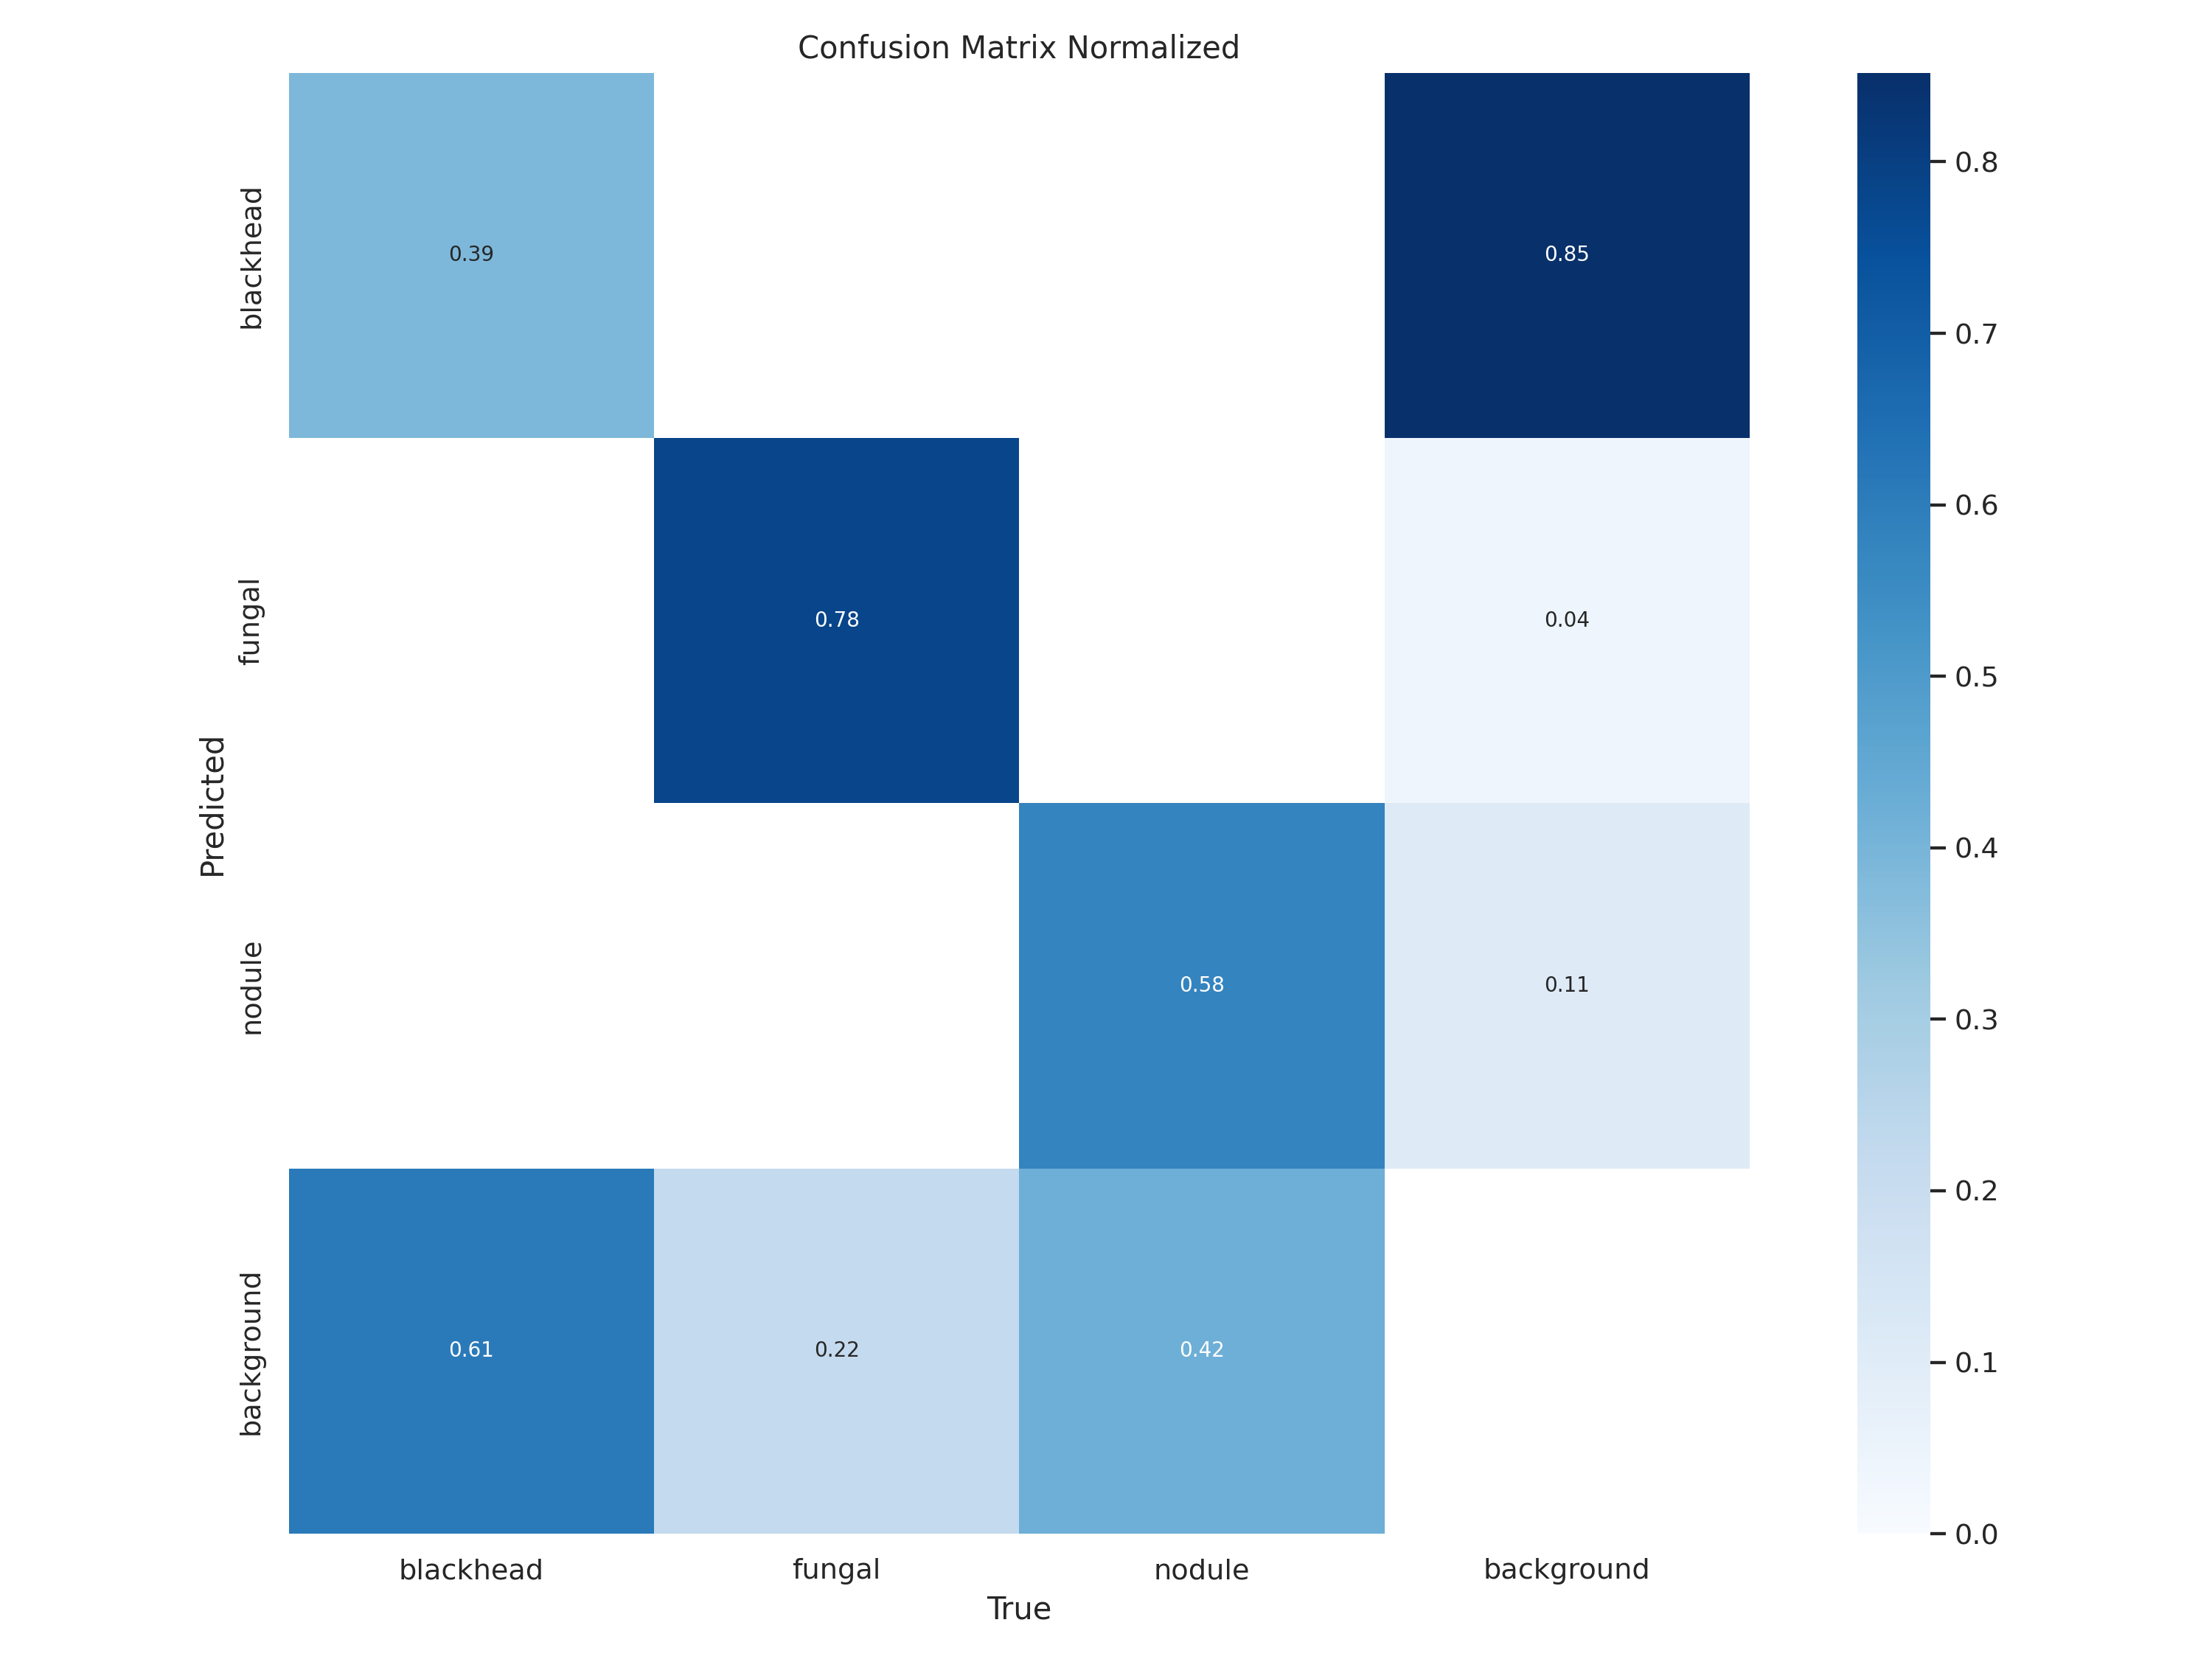 Confusion Matrix Normalized
blackhead
0.39
0.85
fungal
0.78
0.04
nodule
0.58
0.11
background
0.61
0.22
0.42
Predicted
blackhead
fungal
nodule
background
True
0.8
0.7
0.6
0.5
0.4
0.3
0.2
0.1
0.0